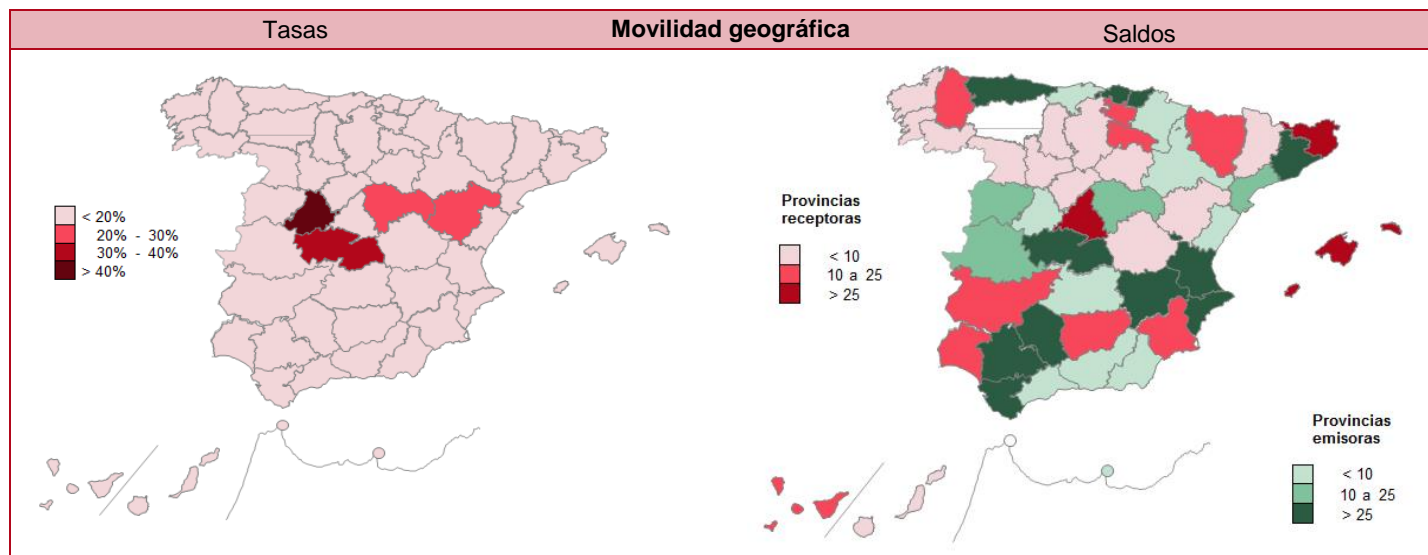 Tasas
Movilidad geográfica
Saldos
< 20%
20% - 30%
30% - 40%
> 40%
Provincias
receptoras
< 10
10 a 25
> 25
Provincias
emisoras
< 10
10 a 25
> 25